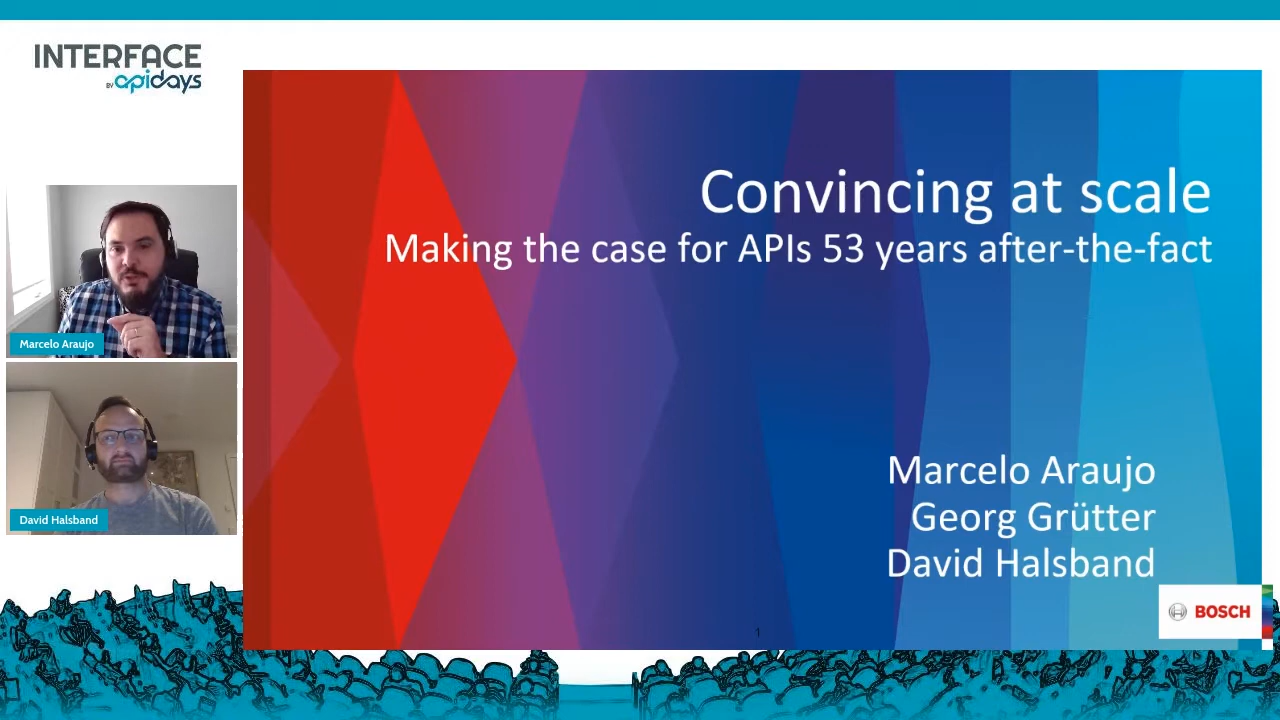 INTERFACE
BY apidays
Convincing at scale
Making the case for APIs 53 years after-the-fact
Marcelo Araujo
David Halsband
Marcelo Araujo
Georg Grütter
David Halsband
BOSCH
1